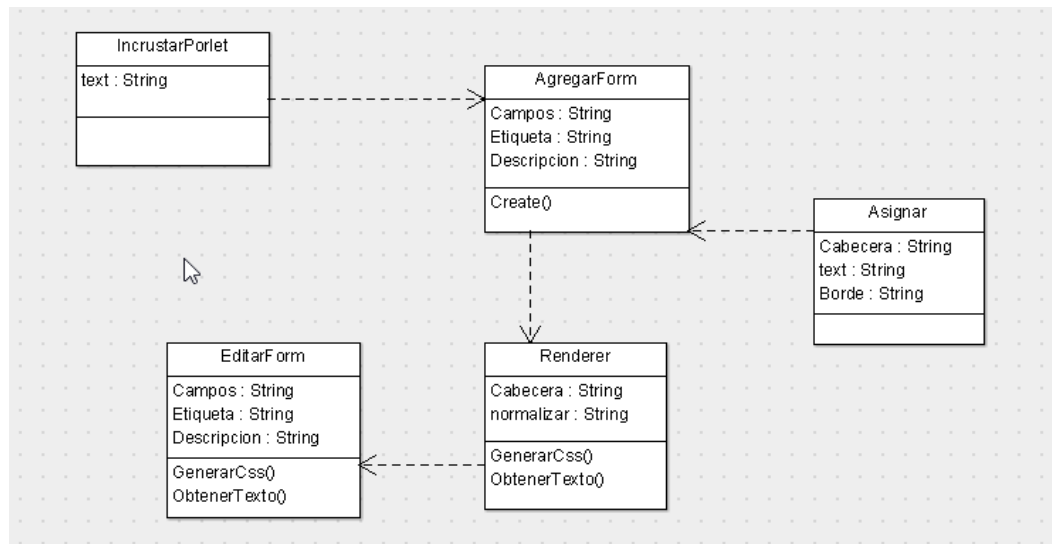 IncrustarPorlet
text : String
AgregarForm
Campos : String
Etiqueta : String
Descripcion : String
Create()
Asignar
Cabecera : String
text : String
Borde : String
EditarForm
Campos : String
Etiqueta : String
Descripcion : String
GenerarCss()
ObtenerTexto()
Renderer
Cabecera : String
normalizar : String
GenerarCss()
ObtenerTexto()